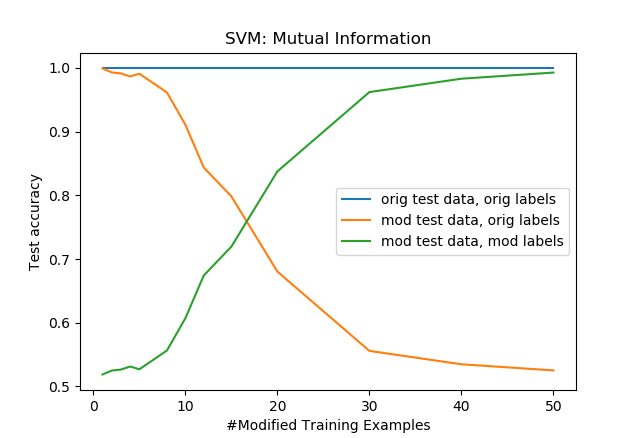 SVM: Mutual Information
1.0
0.9
0.8
0.7
0.6
0.5
Test accuracy
orig test data, orig labels
mod test data, orig labels
mod test data, mod labels
0 10 20 30 40 50
#Modified Training Examples